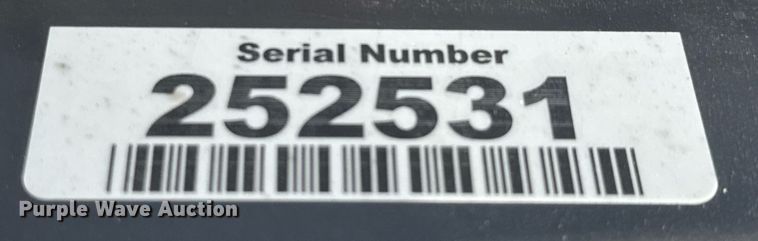 Serial Number
252531
Purple Wave Auction